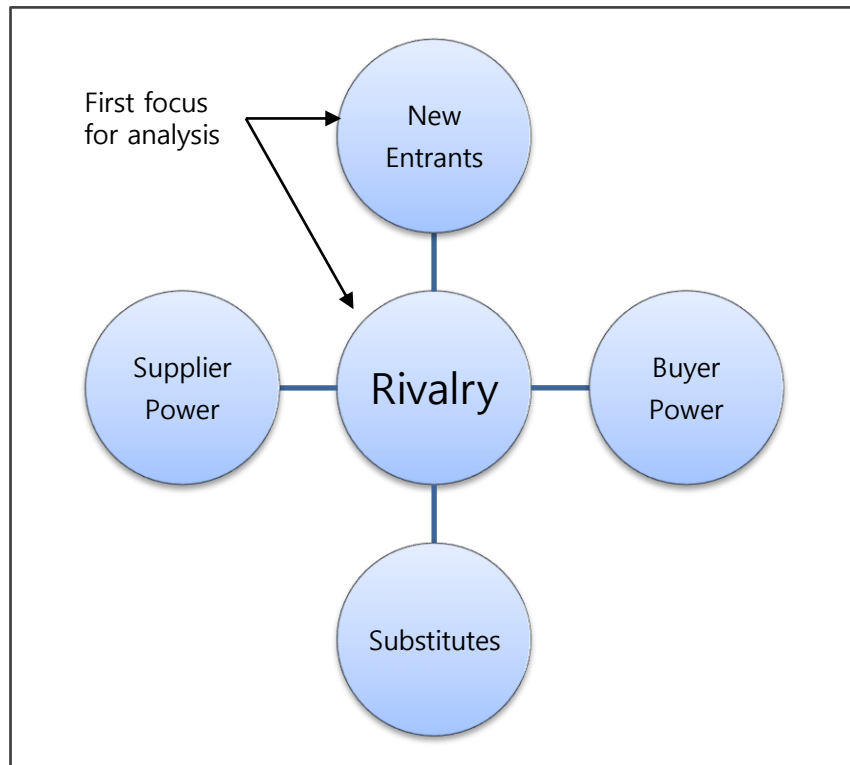 First focus
for analysis
New
Entrants
Supplier
Power
Rivalry
Buyer
Power
Substitutes